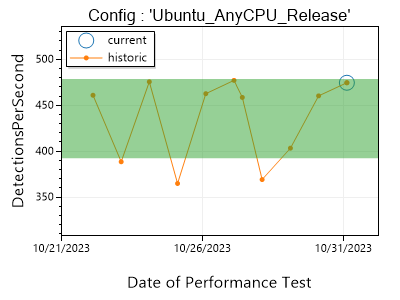 Config : 'Ubuntu_AnyCPU_Release'
current
historic
DetectionsPerSecond
500
450
400
350
10/21/2023
10/26/2023
10/31/2023
Date of Performance Test